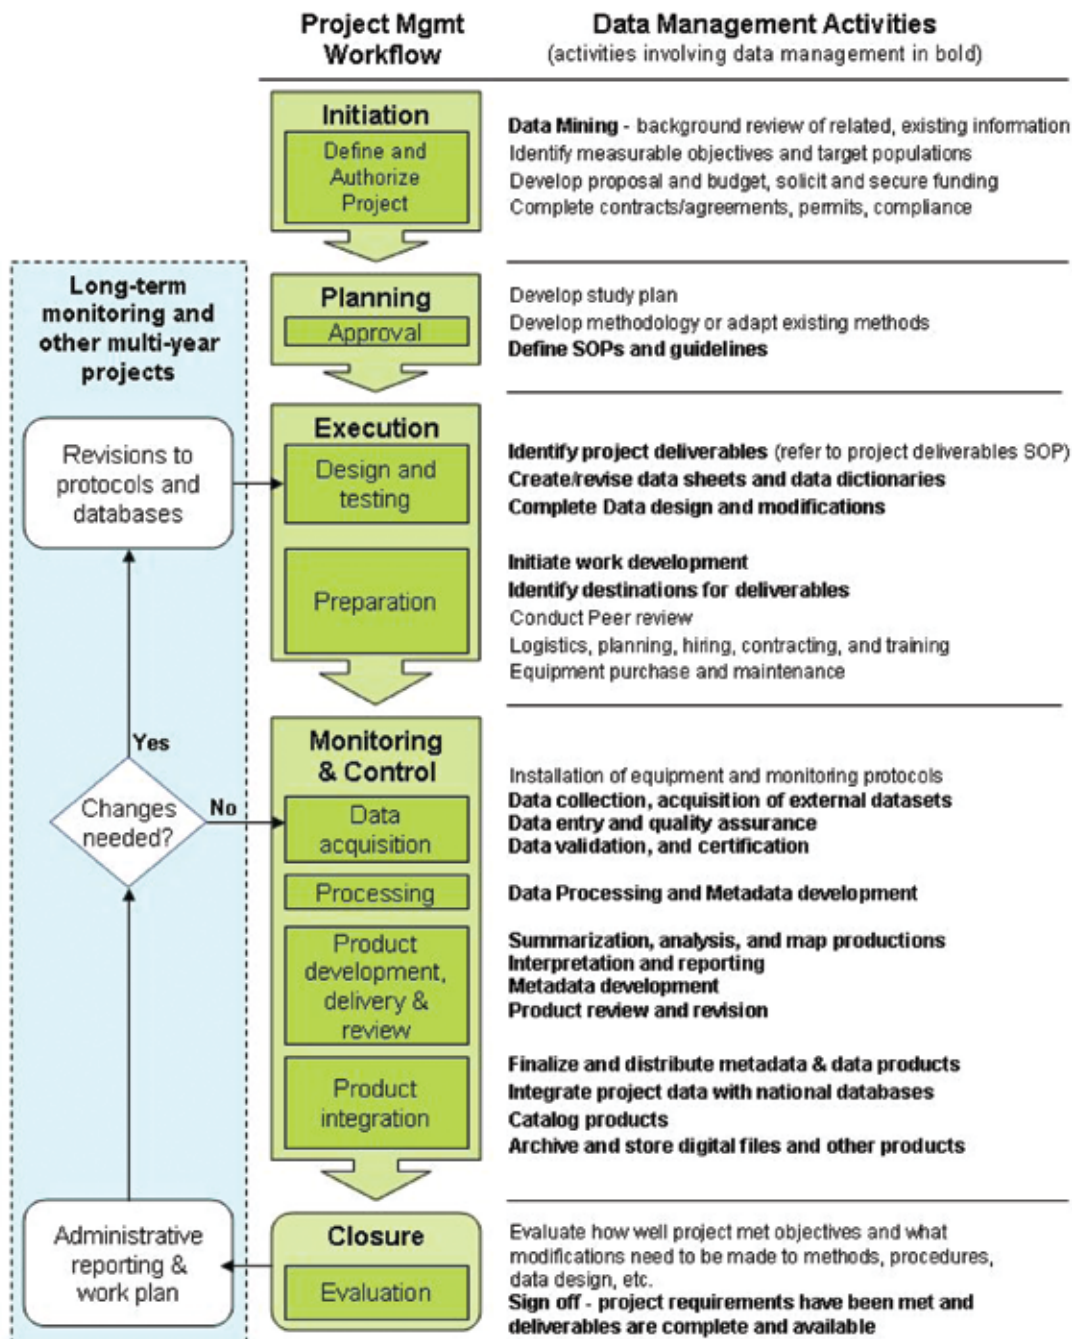 Project Mgmt
Workflow
Data Management Activities
(activities involving data management in bold)
Initiation
Define and
Authorize
Project
Data Mining - background review of related, existing information
Identify measurable objectives and target populations
Develop proposal and budget, solicit and secure funding
Complete contracts/agreements, permits, compliance
Long-term
monitoring and
other multi-year
projects
Planning
Approval
Develop study plan
Develop methodology or adapt existing methods
Define SOPs and guidelines
Revisions to
protocols and
databases
Execution
Design and
testing
Identify project deliverables (refer to project deliverables SOP)
Create/revise data sheets and data dictionaries
Complete Data design and modifications
Preparation
Initiate work development
Identify destinations for deliverables
Conduct Peer review
Logistics, planning, hiring, contracting, and training
Equipment purchase and maintenance
Yes
Changes
needed?
No
Monitoring
& Control
Data
acquisition
Installation of equipment and monitoring protocols
Data collection, acquisition of external datasets
Data entry and quality assurance
Data validation, and certification
Processing
Data Processing and Metadata development
Product
development,
delivery &
review
Summarization, analysis, and map productions
Interpretation and reporting
Metadata development
Product review and revision
Product
integration
Finalize and distribute metadata & data products
Integrate project data with national databases
Catalog products
Archive and store digital files and other products
Administrative
reporting &
work plan
Closure
Evaluation
Evaluate how well project met objectives and what
modifications need to be made to methods, procedures,
data design, etc.
Sign off - project requirements have been met and
deliverables are complete and available